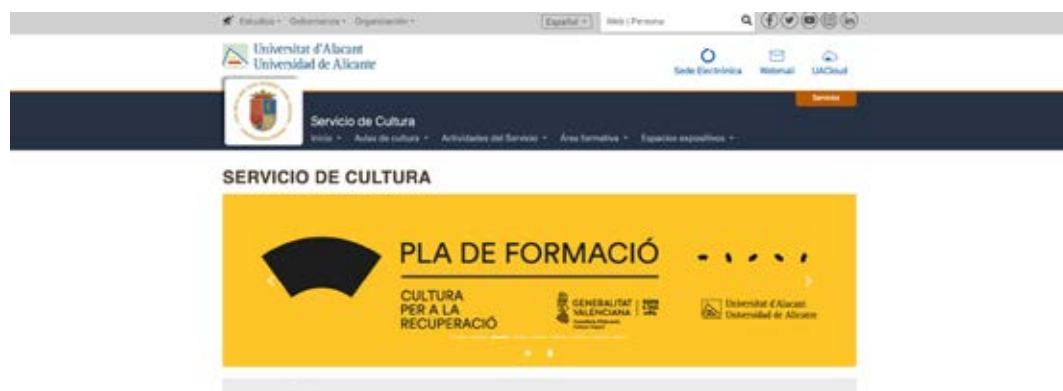 Estudios Gobernanza Organización
Español
Web | Persona
Universitat d'Alacant
Universidad de Alicante
Sede Electrónica Webmail UACloud
Servicio
Servicio de Cultura
Inicio Aulas de cultura Actividades del Servicio Área formativa Espacios expositivos
SERVICIO DE CULTURA
PLA DE FORMACIÓ
CULTURA
PER A LA
RECUPERACIÓ
GENERALITAT
VALENCIANA
Universitat d'Alacant
Universidad de Alicante